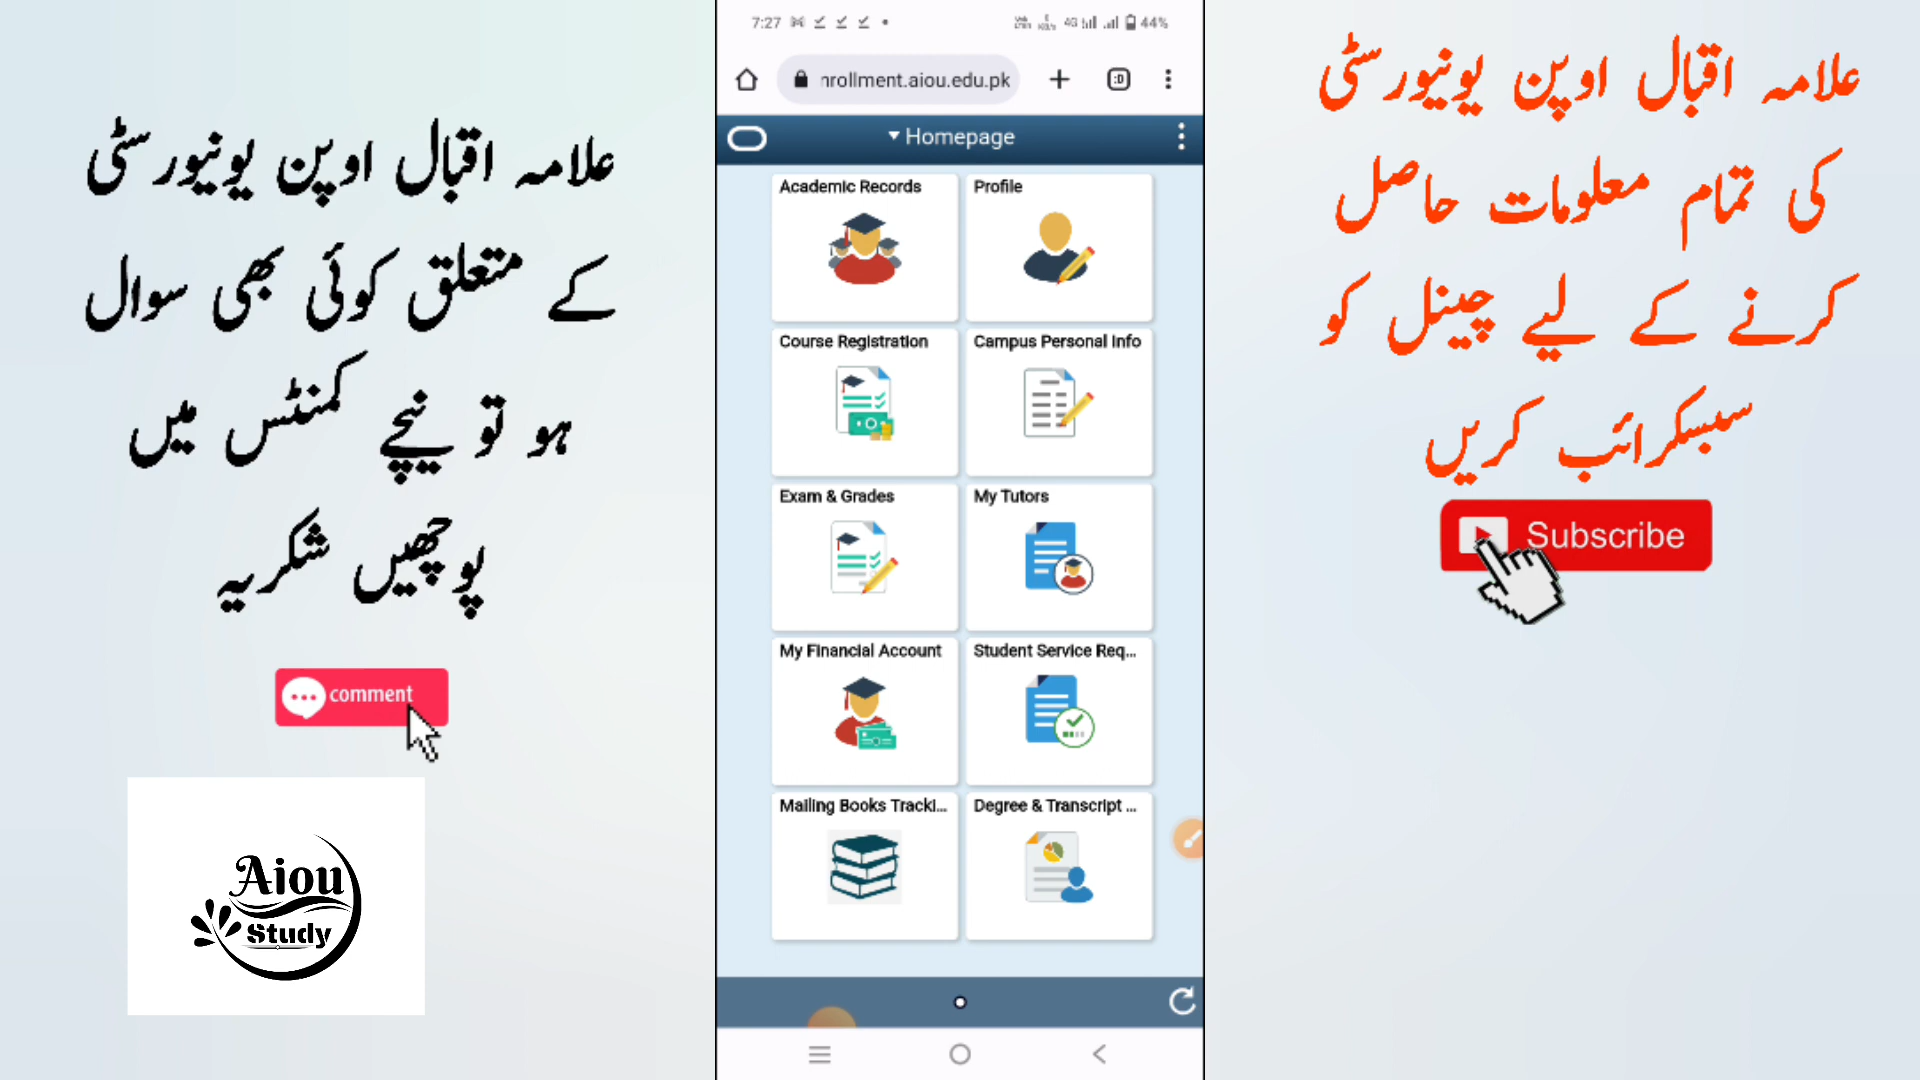 علامہ اقبال اوپن یونیورسٹی
کے متعلق کوئی بھی سوال
ہو تو نیچے کمنٹس میں
پوچھیں شکریہ
comment
Aiou
Study
7:27
4G
44%
nrollment.aiou.edu.pk
Homepage
Academic Records
Profile
Course Registration
Campus Personal Info
Exam & Grades
My Tutors
My Financial Account
Student Service Req...
Mailing Books Tracki...
Degree & Transcript ...
علامہ اقبال اوپن یونیورسٹی
کی تمام معلومات حاصل
کرنے کے لیے چینل کو
سبسکرائب کریں
Subscribe